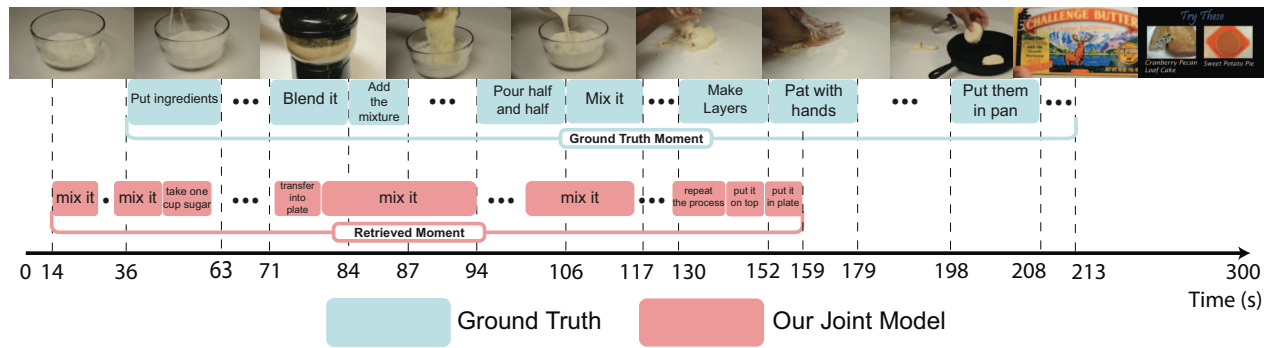 CHALLENGE BUTTER
Try These
Cranberry Pecan
Loaf Cake
Sweet Potato Pie
Put ingredients
•••
Blend it
Add
the
mixture
•••
Pour half
and half
Mix it
•••
Make
Layers
Pat with
hands
•••
Put them
in pan
•••
Ground Truth Moment
mix it
•
mix it
take one
cup sugar
•••
transfer
into
plate
mix it
•••
mix it
•••
repeat
the process
put it
on top
put it
in plate
Retrieved Moment
0 14 36 63 71 84 87 94 106 117 130 152 159 179 198 208 213 300
Time (s)
Ground Truth
Our Joint Model